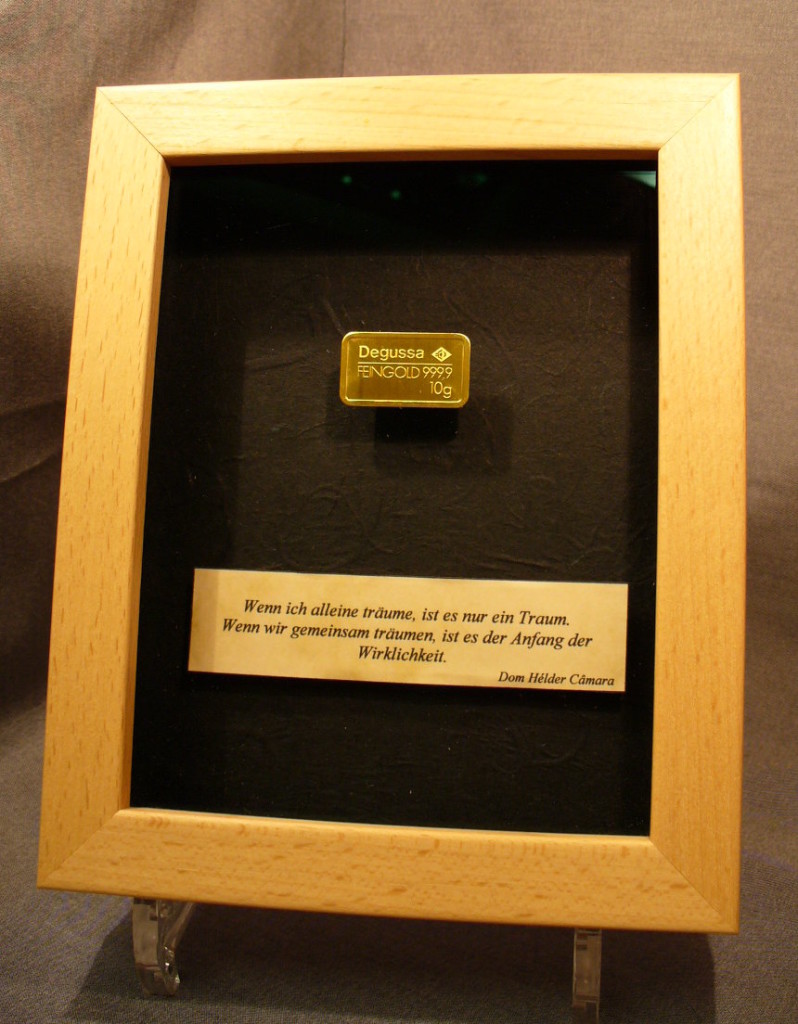 Degussa
FEINGOLD 999,9
10g
Wenn ich alleine träume, ist es nur ein Traum.
Wenn wir gemeinsam träumen, ist es der Anfang der
Wirklichkeit.
Dom Hélder Câmara